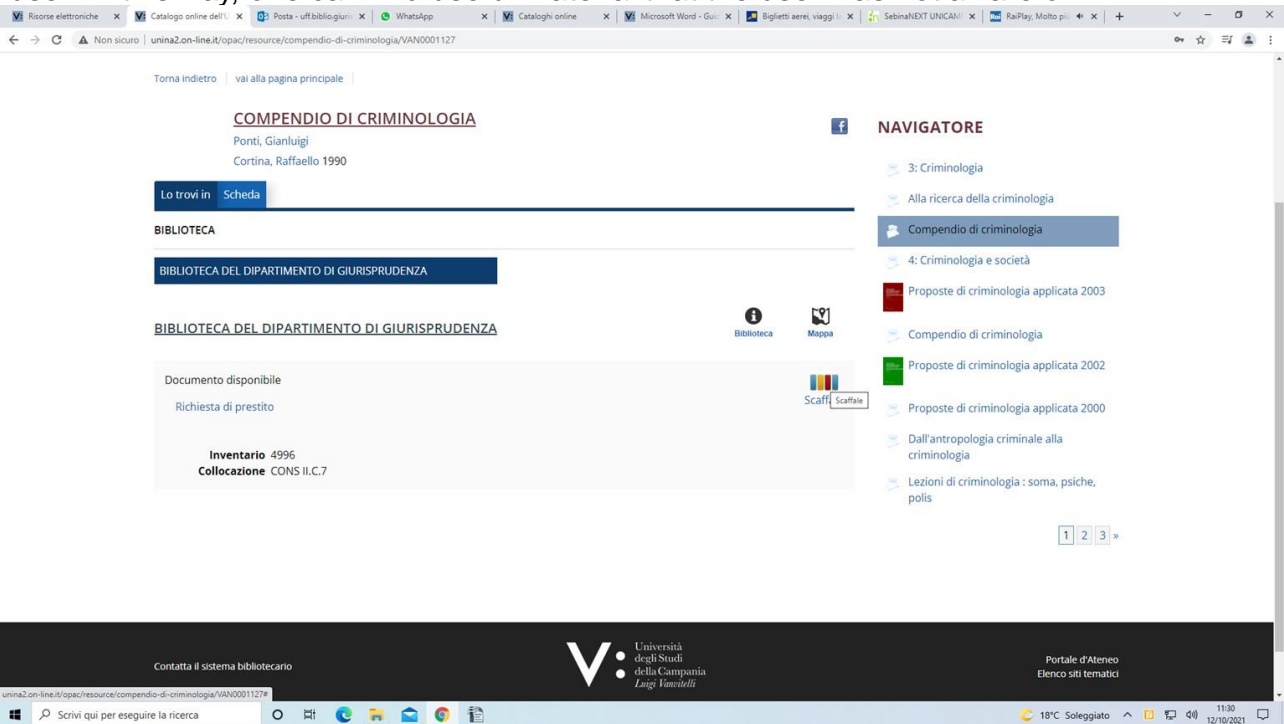 Risorse elettroniche
Catalogo online dell'U
Posta - uff.biblio.giuris
WhatsApp
Cataloghi online
Microsoft Word - Guic
Biglietti aerei, viaggi l
SebinaNEXT UNICAM
RaiPlay, Molto più
Non sicuro
unina2.on-line.it/opac/resource/compendio-di-criminologia/VAN0001127
Torna indietro
vai alla pagina principale
COMPENDIO DI CRIMINOLOGIA
Ponti, Gianluigi
Cortina, Raffaello 1990
Lo trovi in Scheda
BIBLIOTECA
BIBLIOTECA DEL DIPARTIMENTO DI GIURISPRUDENZA
BIBLIOTECA DEL DIPARTIMENTO DI GIURISPRUDENZA
Biblioteca
Mappa
Documento disponibile
Richiesta di prestito
Scaffa
Scaffale
Inventario 4996
Collocazione CONS II.C.7
NAVIGATORE
3: Criminologia
Alla ricerca della criminologia
Compendio di criminologia
4: Criminologia e società
Proposte di criminologia applicata 2003
Compendio di criminologia
Proposte di criminologia applicata 2002
Proposte di criminologia applicata 2000
Dall'antropologia criminale alla
criminologia
Lezioni di criminologia : soma, psiche,
polis
1 2 3 »
Contatta il sistema bibliotecario
V:
Università
degli Studi
della Campania
Luigi Vanvitelli
Portale d'Ateneo
Elenco siti tematici
unina2.on-line.it/opac/resource/compendio-di-criminologia/VAN0001127#
Scrivi qui per eseguire la ricerca
18°C Soleggiato
11:30
12/10/2021